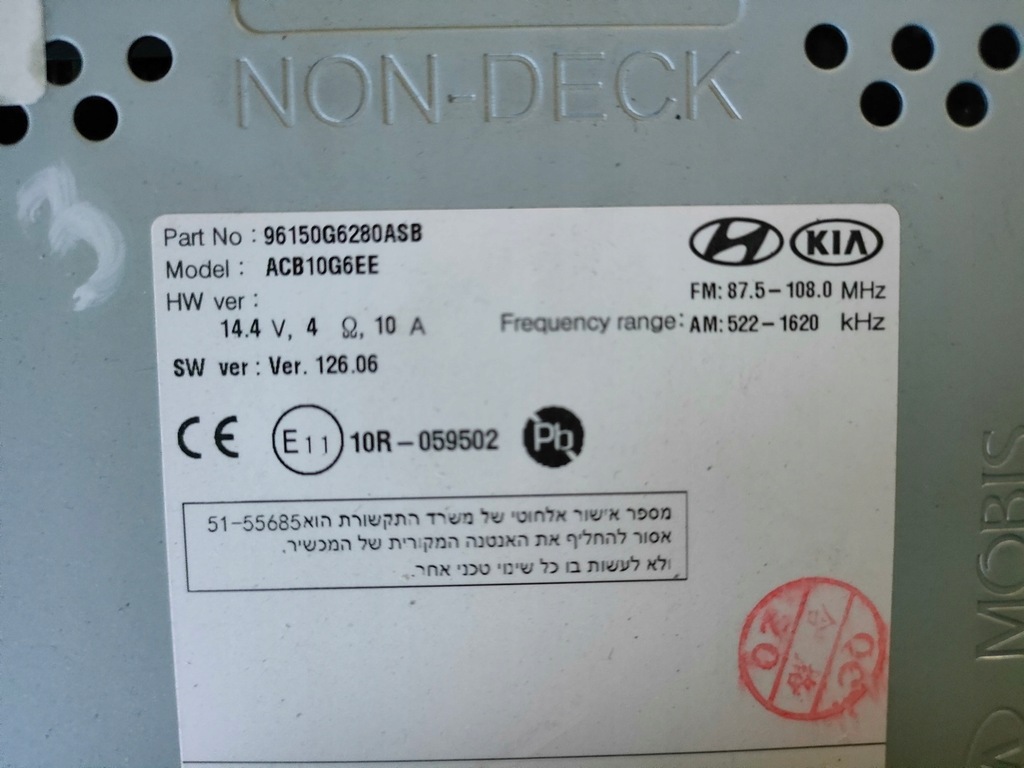 NON-DECK
3
Part No : 96150G6280ASB
Model : ACB10G6EE
HW ver :
14.4 V, 4 Ω, 10 A
SW ver : Ver. 126.06
KIA
FM: 87.5 – 108.0 MHz
Frequency range: AM: 522 – 1620 kHz
CE E11 10R – 059502 Pb
מספר אישור אלחוטי של משרד התקשורת הוא 51-55685
אסור להחליף את האנטנה המקורית של המכשיר.
ולא לעשות בו כל שינוי טכני אחר.
MOBIS